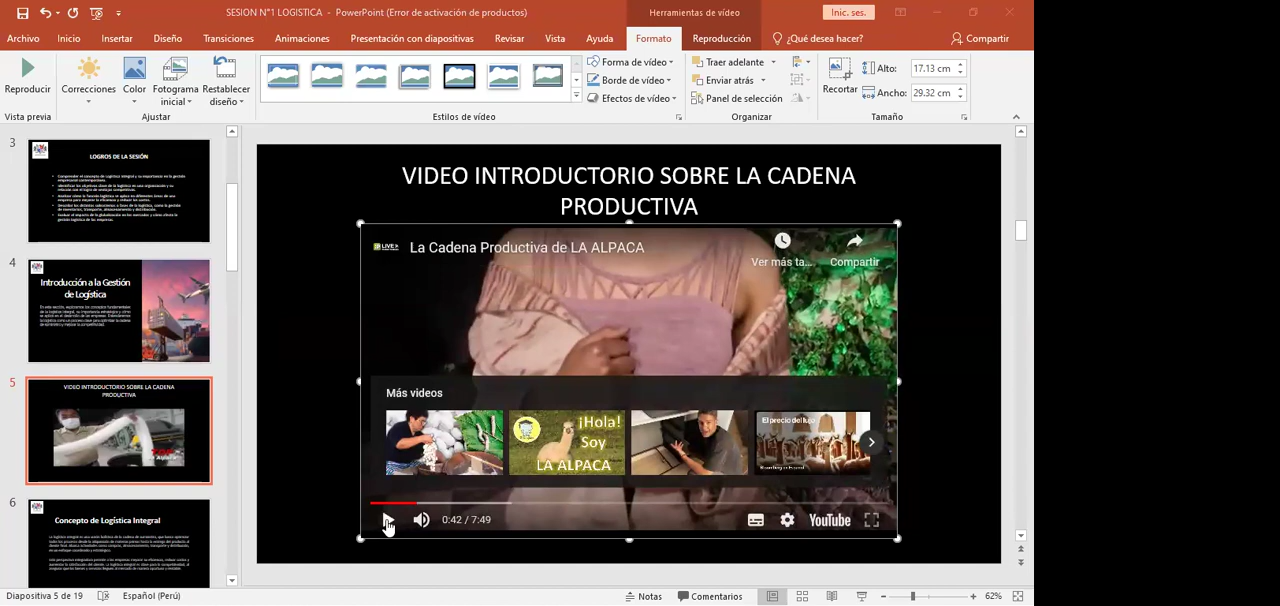 SESION N°1 LOGISTICA - PowerPoint (Error de activación de productos)
Herramientas de vídeo
Inic. ses.
Archivo Inicio Insertar Diseño Transiciones Animaciones Presentación con diapositivas Revisar Vista Ayuda Formato Reproducción ¿Qué desea hacer? Compartir
Reproducir
Correcciones
Color
Fotograma inicial
Restablecer diseño
Forma de vídeo
Borde de vídeo
Efectos de vídeo
Traer adelante
Enviar atrás
Panel de selección
Recortar
Alto: 17.13 cm
Ancho: 29.32 cm
Vista previa Ajustar Estilos de vídeo Organizar Tamaño
3
LOGROS DE LA SESIÓN
4
Introducción a la Gestión
de Logística
5
VIDEO INTRODUCTORIO SOBRE LA CADENA
PRODUCTIVA
6
Concepto de Logística Integral
VIDEO INTRODUCTORIO SOBRE LA CADENA
PRODUCTIVA
LIVE
La Cadena Productiva de LA ALPACA
Ver más ta...
Compartir
Más videos
¡Hola!
Soy
LA ALPACA
El precio del lujo
0:42 / 7:49
YouTube
Diapositiva 5 de 19 Español (Perú) Notas Comentarios 62%